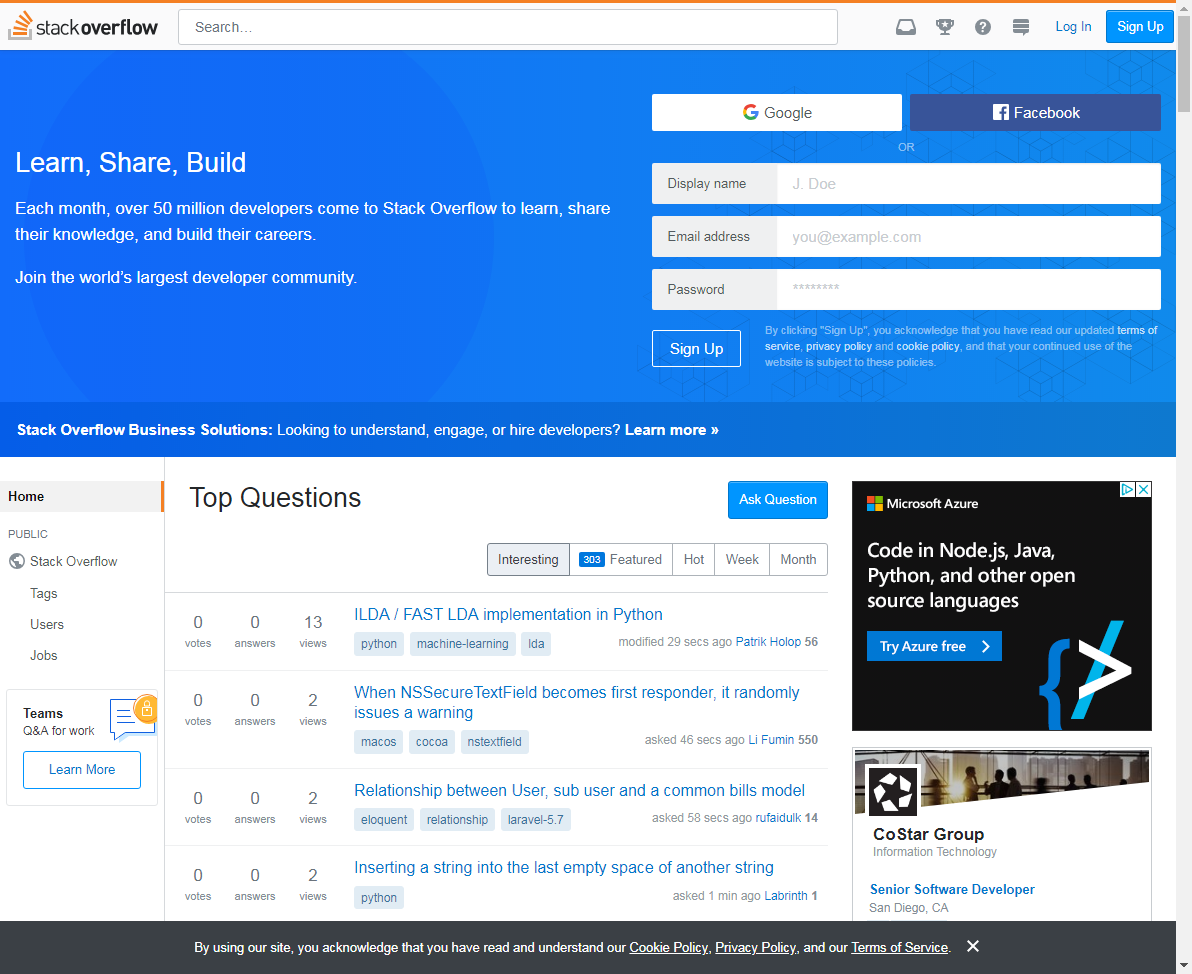 stackoverflow
Search…
Log In
Sign Up
Google
Facebook
OR
Learn, Share, Build
Each month, over 50 million developers come to Stack Overflow to learn, share
their knowledge, and build their careers.
Join the world’s largest developer community.
Display name
J. Doe
Email address
you@example.com
Password
********
Sign Up
By clicking "Sign Up", you acknowledge that you have read our updated terms of
service, privacy policy and cookie policy, and that your continued use of the
website is subject to these policies.
Stack Overflow Business Solutions: Looking to understand, engage, or hire developers? Learn more »
Home
PUBLIC
Stack Overflow
Tags
Users
Jobs
Teams
Q&A for work
Learn More
Top Questions
Ask Question
Interesting
303 Featured
Hot
Week
Month
0 votes
0 answers
13 views
ILDA / FAST LDA implementation in Python
python machine-learning lda
modified 29 secs ago Patrik Holop 56
0 votes
0 answers
2 views
When NSSecureTextField becomes first responder, it randomly
issues a warning
macos cocoa nstextfield
asked 46 secs ago Li Fumin 550
0 votes
0 answers
2 views
Relationship between User, sub user and a common bills model
eloquent relationship laravel-5.7
asked 58 secs ago rufaidulk 14
0 votes
0 answers
2 views
Inserting a string into the last empty space of another string
python
asked 1 min ago Labrinth 1
Microsoft Azure
Code in Node.js, Java,
Python, and other open
source languages
Try Azure free
CoStar Group
Information Technology
Senior Software Developer
San Diego, CA
By using our site, you acknowledge that you have read and understand our Cookie Policy, Privacy Policy, and our Terms of Service.